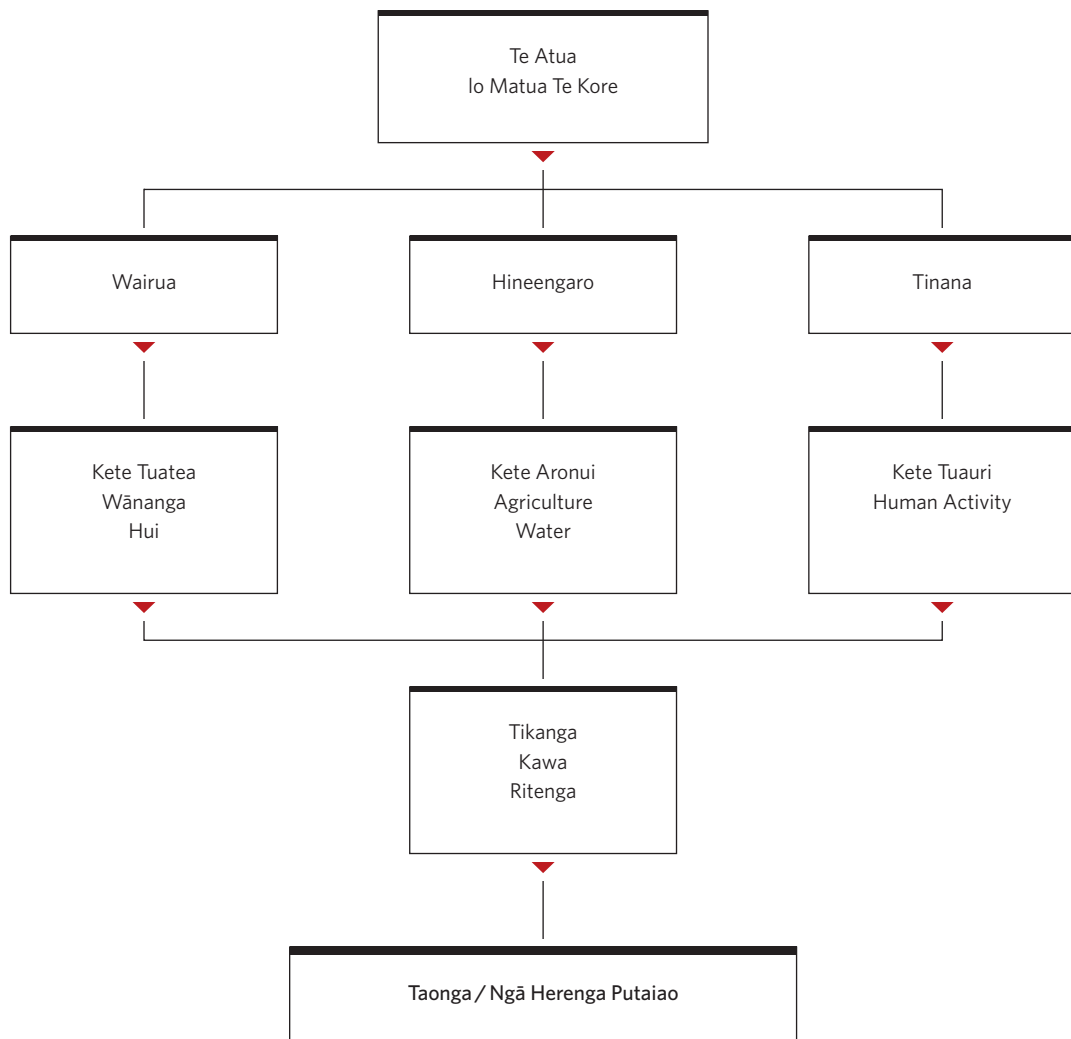 Te Atua
Io Matua Te Kore
Wairua
Hineengaro
Tinana
Kete Tuatea
Wānanga
Hui
Kete Aronui
Agriculture
Water
Kete Tuauri
Human Activity
Tikanga
Kawa
Ritenga
Taonga / Ngā Herenga Putaiao